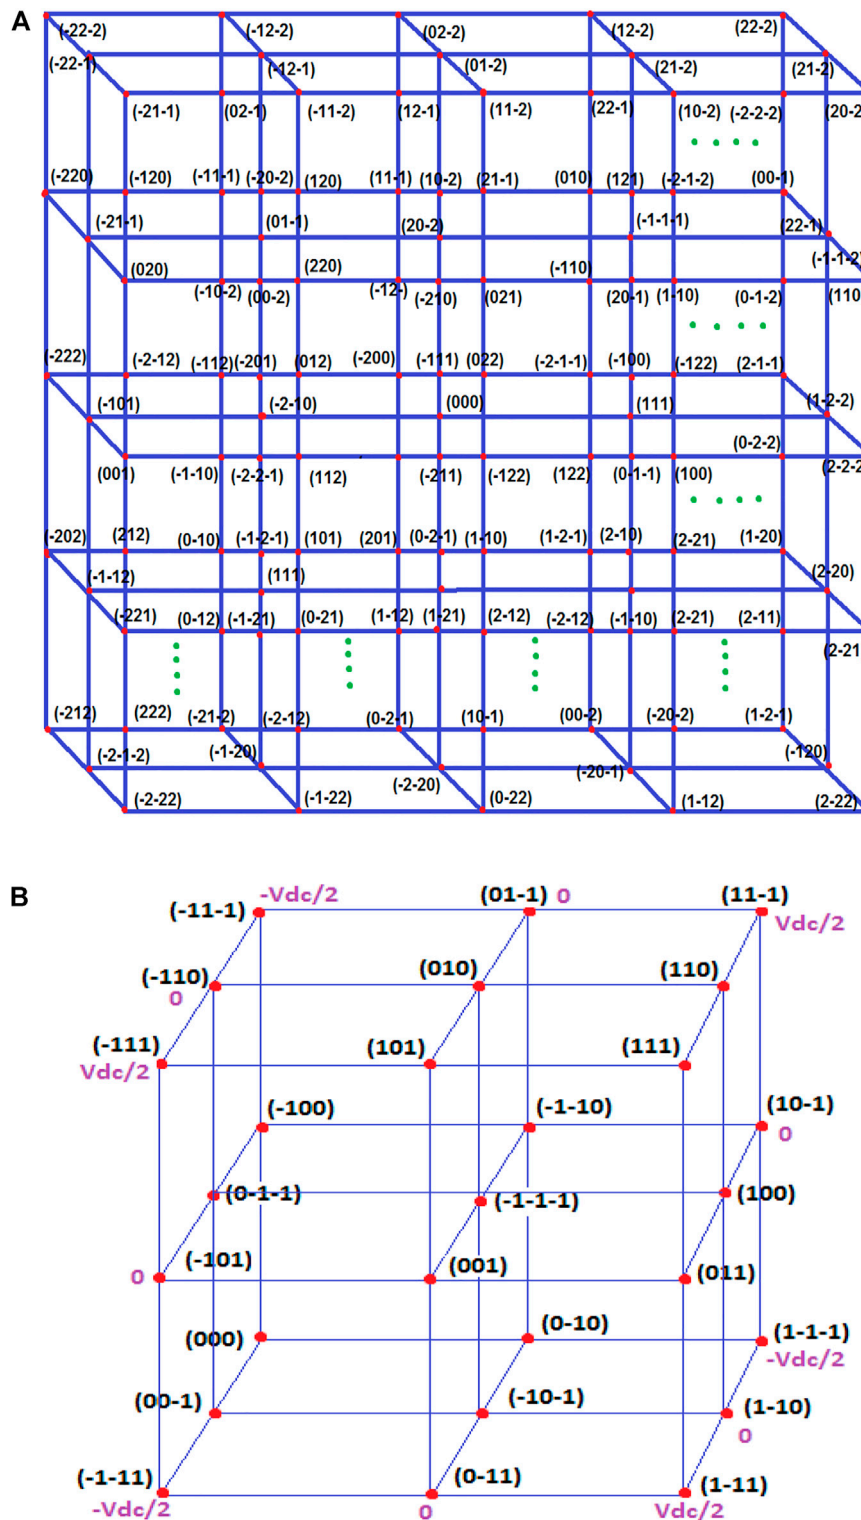 A
(-22-2) (-12-2) (02-2) (12-2) (22-2)
(-22-1) (-12-1) (01-2) (21-2) (21-2)
(-21-1) (02-1) (-11-2) (12-1) (11-2) (22-1) (10-2) (-2-2-2) (20-2
(-220) (-120) (-11-1) (-20-2) (120) (11-1) (10-2) (21-1) (010) (121) (-2-1-2) (00-1)
(-21-1) (01-1) (20-2) (-1-1-1) (22-1)
(020) (220) (-110) (-1-1-2)
(-10-2) (00-2) (-12-) (-210) (021) (20-1) (1-10) (0-1-2) (110
(-222) (-2-12) (-112) (-201) (012) (-200) (-111) (022) (-2-1-1) (-100) (-122) (2-1-1)
(-101) (-2-10) (000) (111) (1-2-2)
(0-2-2)
(001) (-1-10) (-2-2-1) (112) (-211) (-122) (122) (0-1-1) (100) (2-2-2
(-202) (212) (0-10) (-1-2-1) (101) (201) (0-2-1) (1-10) (1-2-1) (2-10) (2-21) (1-20)
(-1-12) (111) (2-20)
(-221) (0-12) (-1-21) (0-21) (1-12) (1-21) (2-12) (-2-12) (-1-10) (2-21) (2-11)
(2-21
(-212) (222) (-21-2) (-2-12) (0-2-1) (10-1) (00-2) (-20-2) (1-2-1)
(-2-1-2) (-1-20) (-2-20) (-20-1) (-120)
(-2-22) (-1-22) (0-22) (1-12) (2-22)
B
-Vdc/2
(-11-1) (01-1) 0 (11-1)
Vdc/2
(-110) (010) (110)
0
(-111) (101) (111)
Vdc/2
(-100) (-1-10) (10-1)
0
(0-1-1) (-1-1-1) (100)
(-101) (001) (011)
0
(000) (0-10) (1-1-1)
-Vdc/2
(00-1) (-10-1) (1-10)
0
(-1-11) (0-11) (1-11)
-Vdc/2 0 Vdc/2